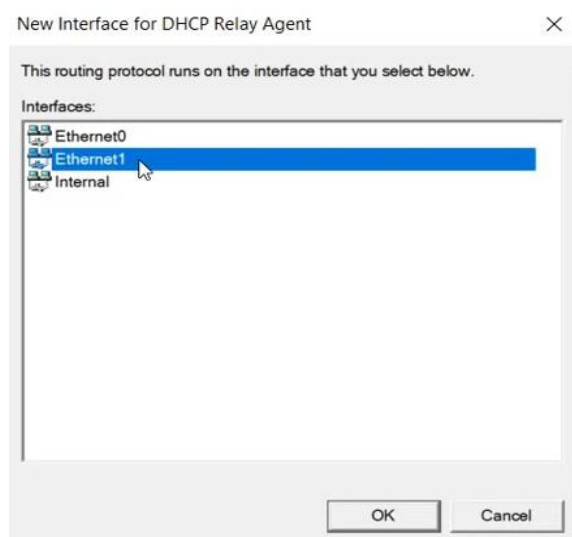 New Interface for DHCP Relay Agent
This routing protocol runs on the interface that you select below.
Interfaces:
Ethernet0
Ethernet1
Internal
OK Cancel